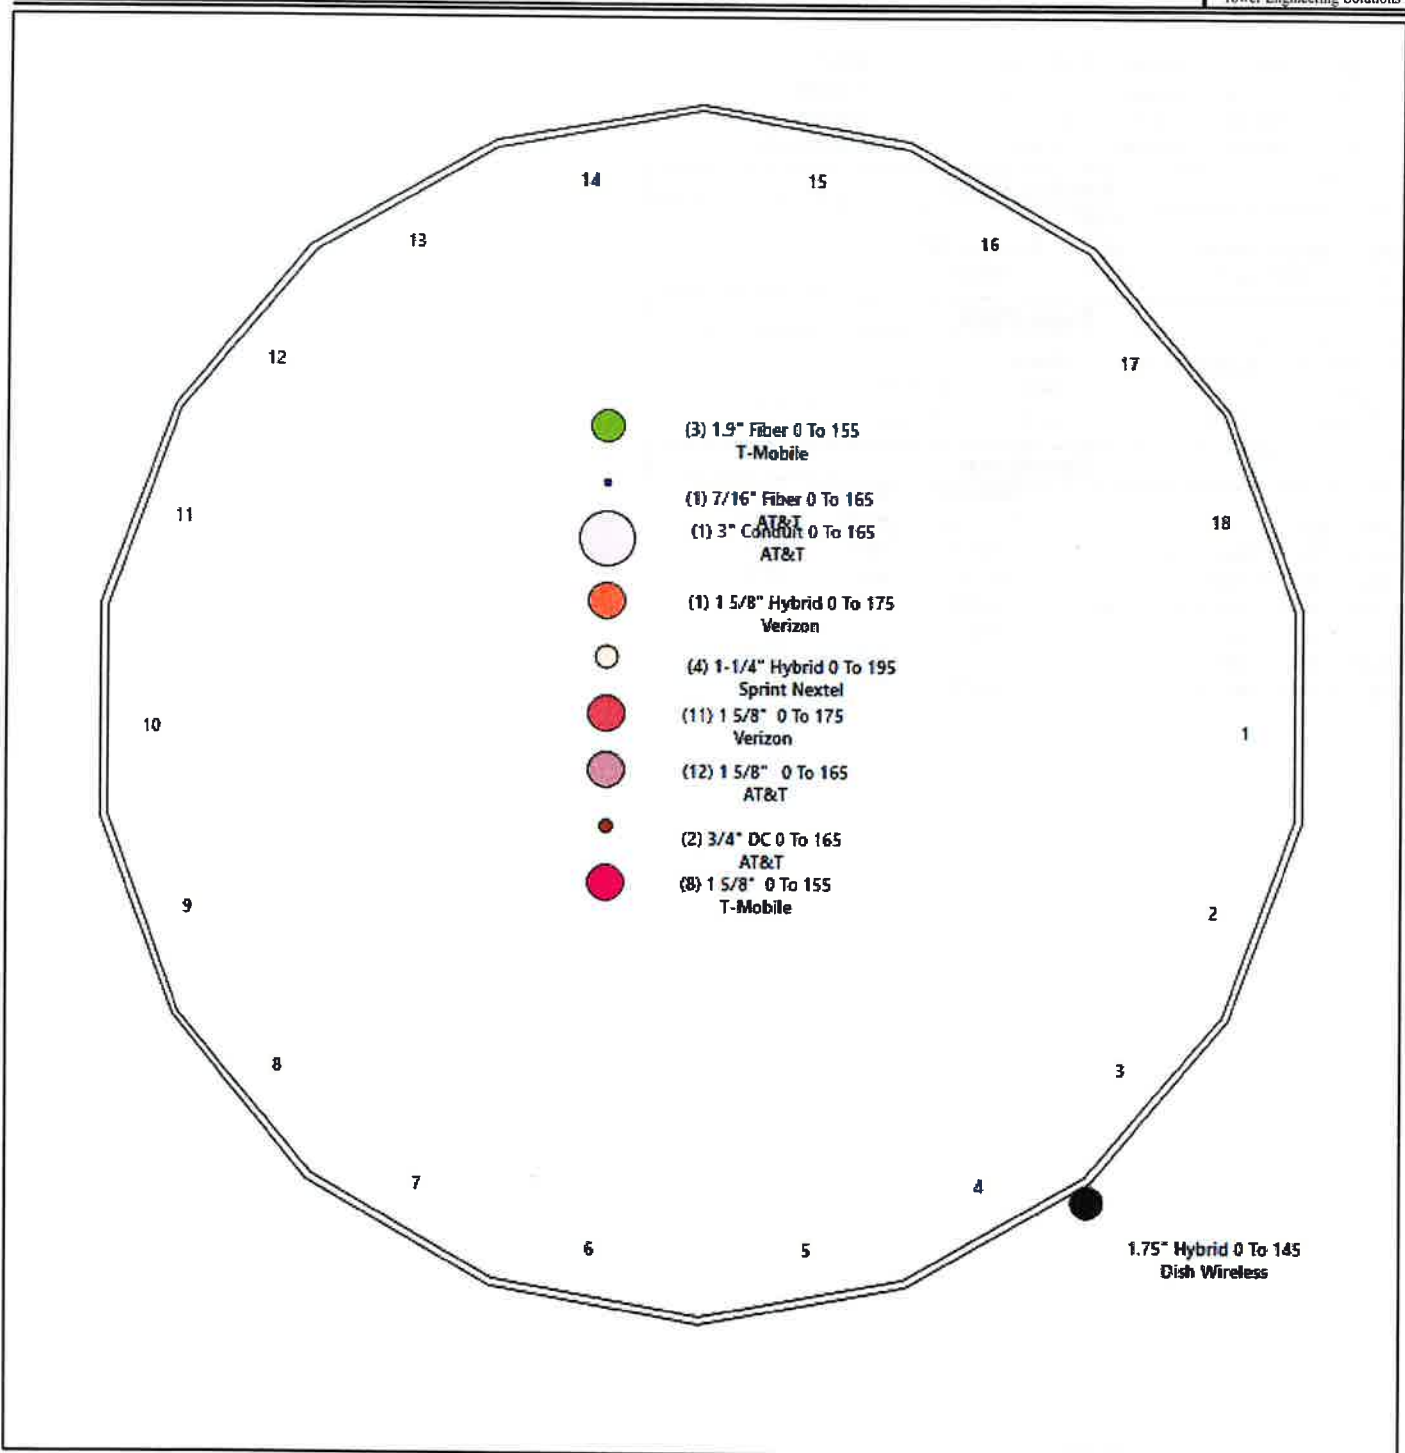 Tower Engineering Solutions
14
15
13
16
12
17
(3) 1.9" Fiber 0 To 155
T-Mobile
(1) 7/16" Fiber 0 To 165
AT&T
11
18
(1) 3" Conduit 0 To 165
AT&T
(1) 1 5/8" Hybrid 0 To 175
Verizon
(4) 1-1/4" Hybrid 0 To 195
Sprint Nextel
(11) 1 5/8" 0 To 175
10
1
Verizon
(12) 1 5/8" 0 To 165
AT&T
(2) 3/4" DC 0 To 165
AT&T
(8) 1 5/8" 0 To 155
T-Mobile
9
2
8
3
7
4
6
5
1.75" Hybrid 0 To 145
Dish Wireless